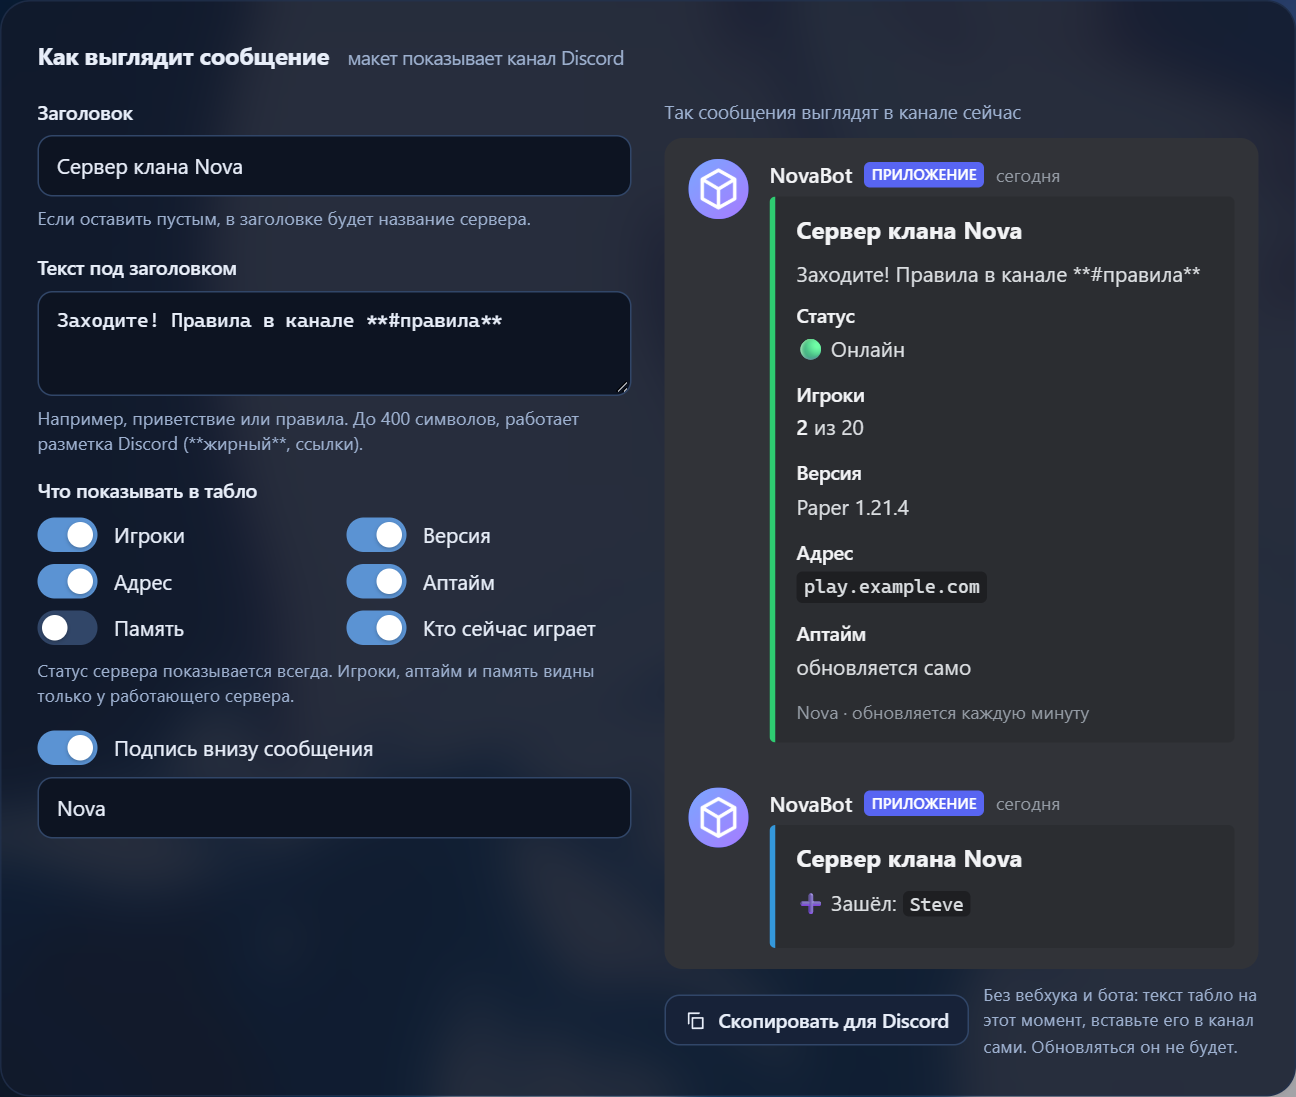 Как выглядит сообщение макет показывает канал Discord
Заголовок
Сервер клана Nova
Если оставить пустым, в заголовке будет название сервера.
Текст под заголовком
Заходите! Правила в канале **#правила**
Например, приветствие или правила. До 400 символов, работает
разметка Discord (**жирный**, ссылки).
Что показывать в табло
Игроки
Версия
Адрес
Аптайм
Память
Кто сейчас играет
Статус сервера показывается всегда. Игроки, аптайм и память видны
только у работающего сервера.
Подпись внизу сообщения
Nova
Так сообщения выглядят в канале сейчас
NovaBot ПРИЛОЖЕНИЕ сегодня
Сервер клана Nova
Заходите! Правила в канале **#правила**
Статус
Онлайн
Игроки
2 из 20
Версия
Paper 1.21.4
Адрес
play.example.com
Аптайм
обновляется само
Nova · обновляется каждую минуту
NovaBot ПРИЛОЖЕНИЕ сегодня
Сервер клана Nova
Зашёл: Steve
Скопировать для Discord
Без вебхука и бота: текст табло на
этот момент, вставьте его в канал
сами. Обновляться он не будет.